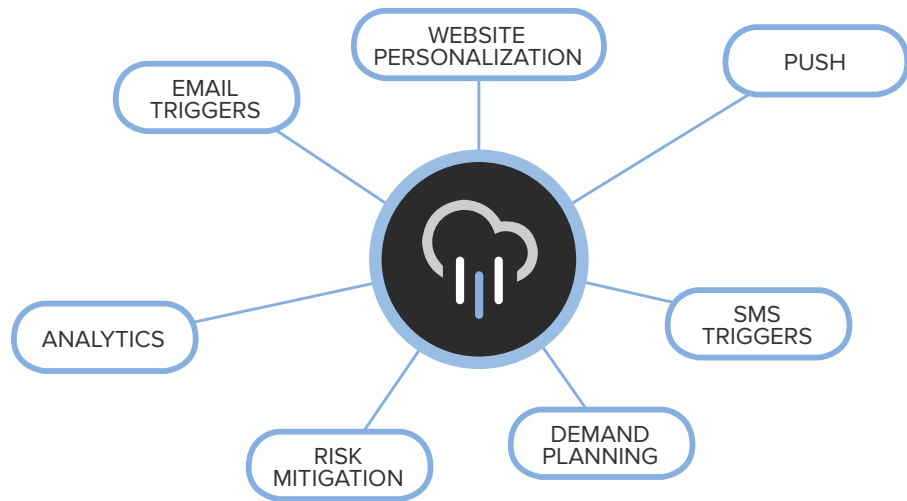 WEBSITE
PERSONALIZATION
PUSH
EMAIL
TRIGGERS
SMS
TRIGGERS
ANALYTICS
DEMAND
PLANNING
RISK
MITIGATION